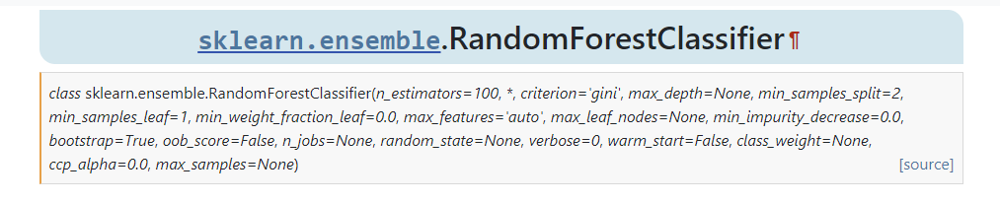 sklearn.ensemble.RandomForestClassifier¶
class sklearn.ensemble.RandomForestClassifier(n_estimators=100, *, criterion='gini', max_depth=None, min_samples_split=2,
min_samples_leaf=1, min_weight_fraction_leaf=0.0, max_features='auto', max_leaf_nodes=None, min_impurity_decrease=0.0,
bootstrap=True, oob_score=False, n_jobs=None, random_state=None, verbose=0, warm_start=False, class_weight=None,
ccp_alpha=0.0, max_samples=None) [source]